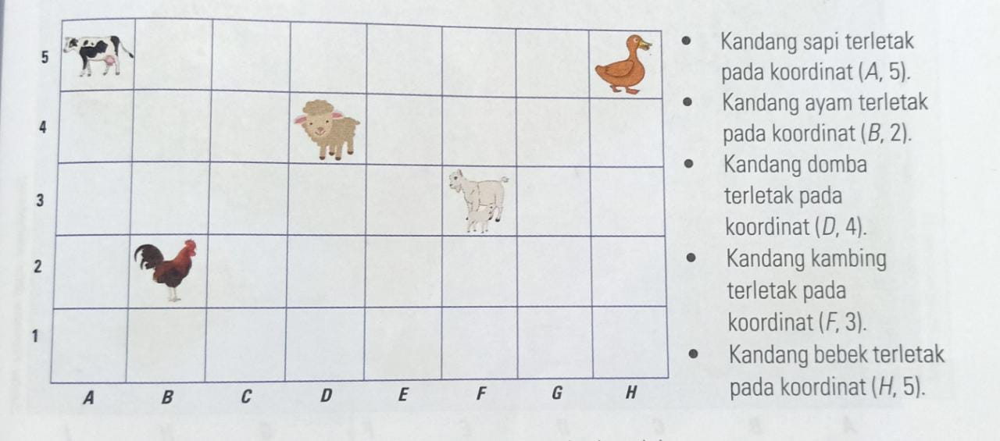 5
4
3
2
1
A B C D E F G H
• Kandang sapi terletak
pada koordinat (A, 5).
• Kandang ayam terletak
pada koordinat (B, 2).
• Kandang domba
terletak pada
koordinat (D, 4).
• Kandang kambing
terletak pada
koordinat (F, 3).
• Kandang bebek terletak
pada koordinat (H, 5).